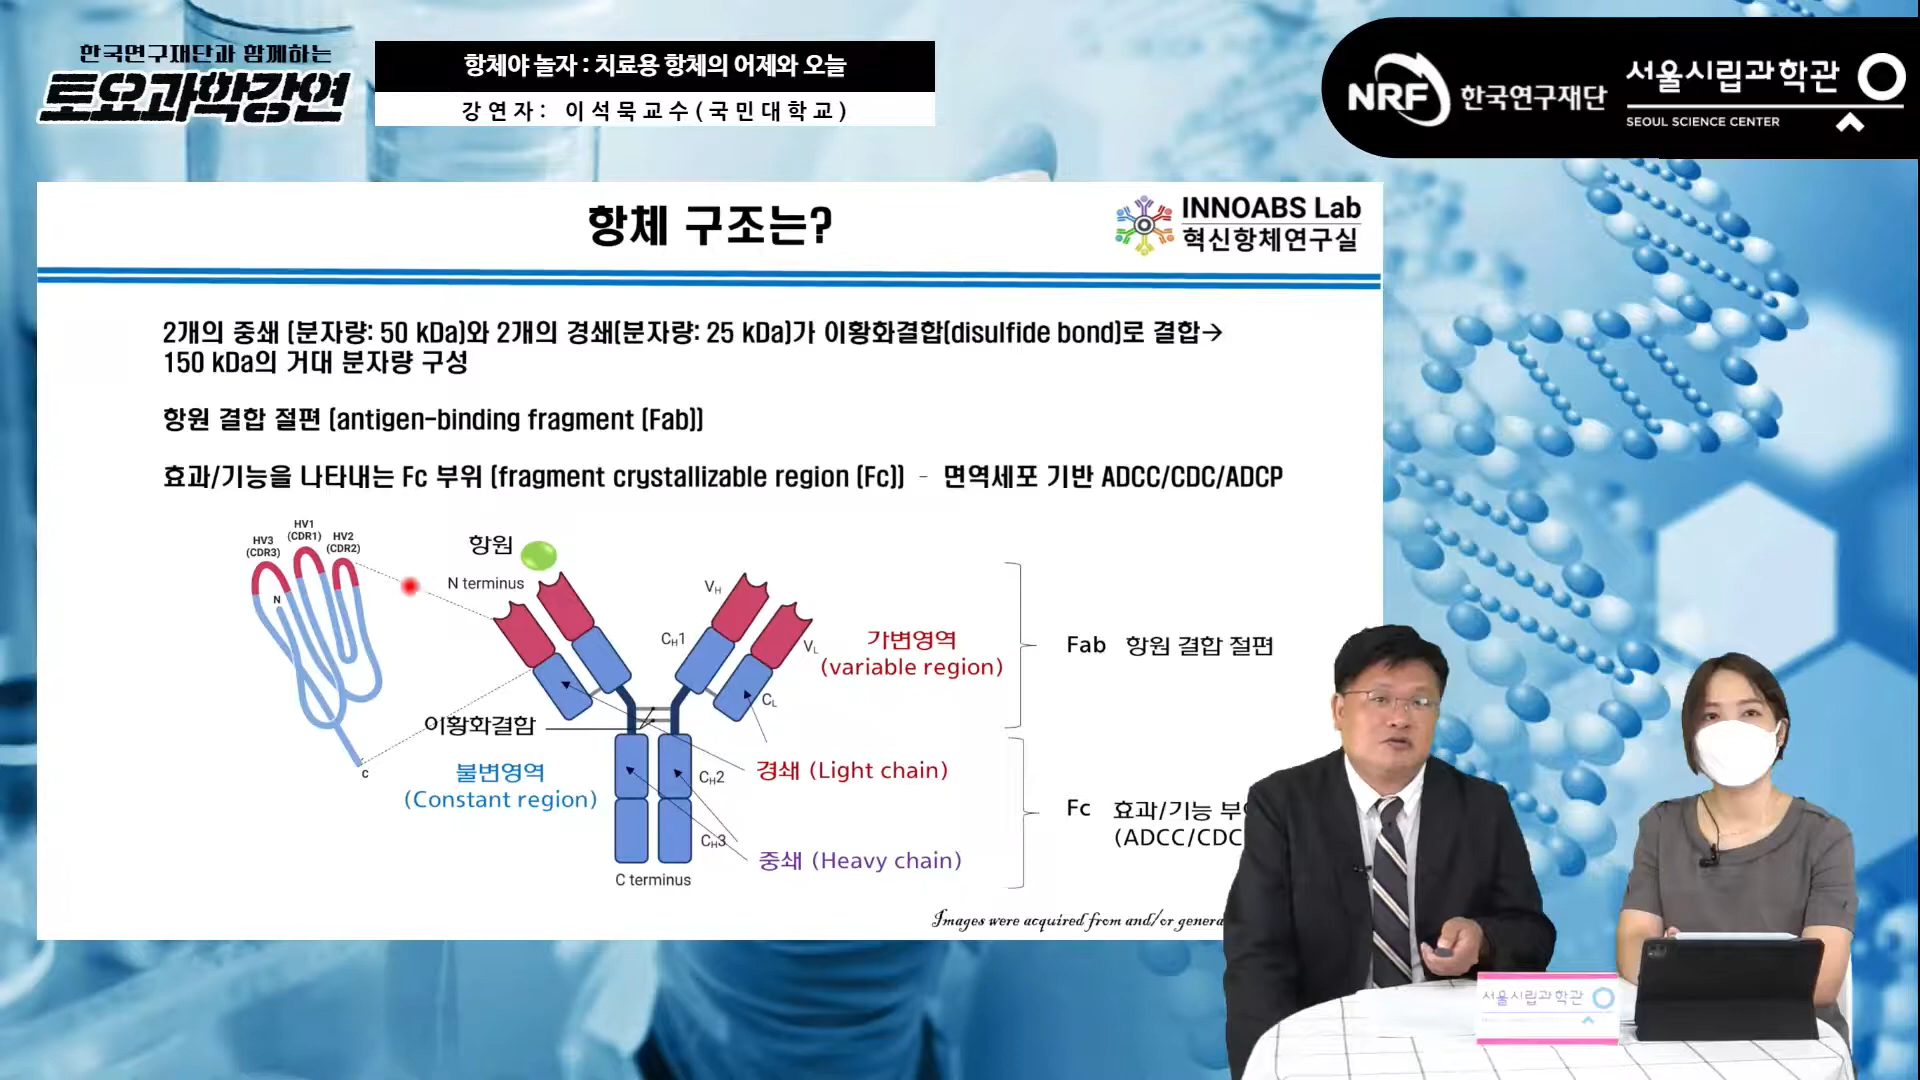 한국연구재단과 함께하는
토요과학강연
항체야 놀자 : 치료용 항체의 어제와 오늘
강연자: 이석묵교수(국민대학교)
NRF 한국연구재단
서울시립과학관
SEOUL SCIENCE CENTER
항체 구조는?
INNOABS Lab
혁신항체연구실
2개의 중쇄 (분자량: 50 kDa)와 2개의 경쇄(분자량: 25 kDa)가 이황화결합(disulfide bond)로 결합→
150 kDa의 거대 분자량 구성
항원 결합 절편 (antigen-binding fragment (Fab))
효과/기능을 나타내는 Fc 부위 (fragment crystallizable region (Fc)) - 면역세포 기반 ADCC/CDC/ADCP
HV3
(CDR3)
HV1
(CDR1)
HV2
(CDR2)
N
C
항원
N terminus
VH
CH1
VL
CL
가변영역
(variable region)
Fab 항원 결합 절편
이황화결합
불변영역
(Constant region)
경쇄 (Light chain)
CH2
CH3
중쇄 (Heavy chain)
C terminus
Fc 효과/기능
(ADCC/CDC
Images were acquired from and/or genera
서울시립과학관